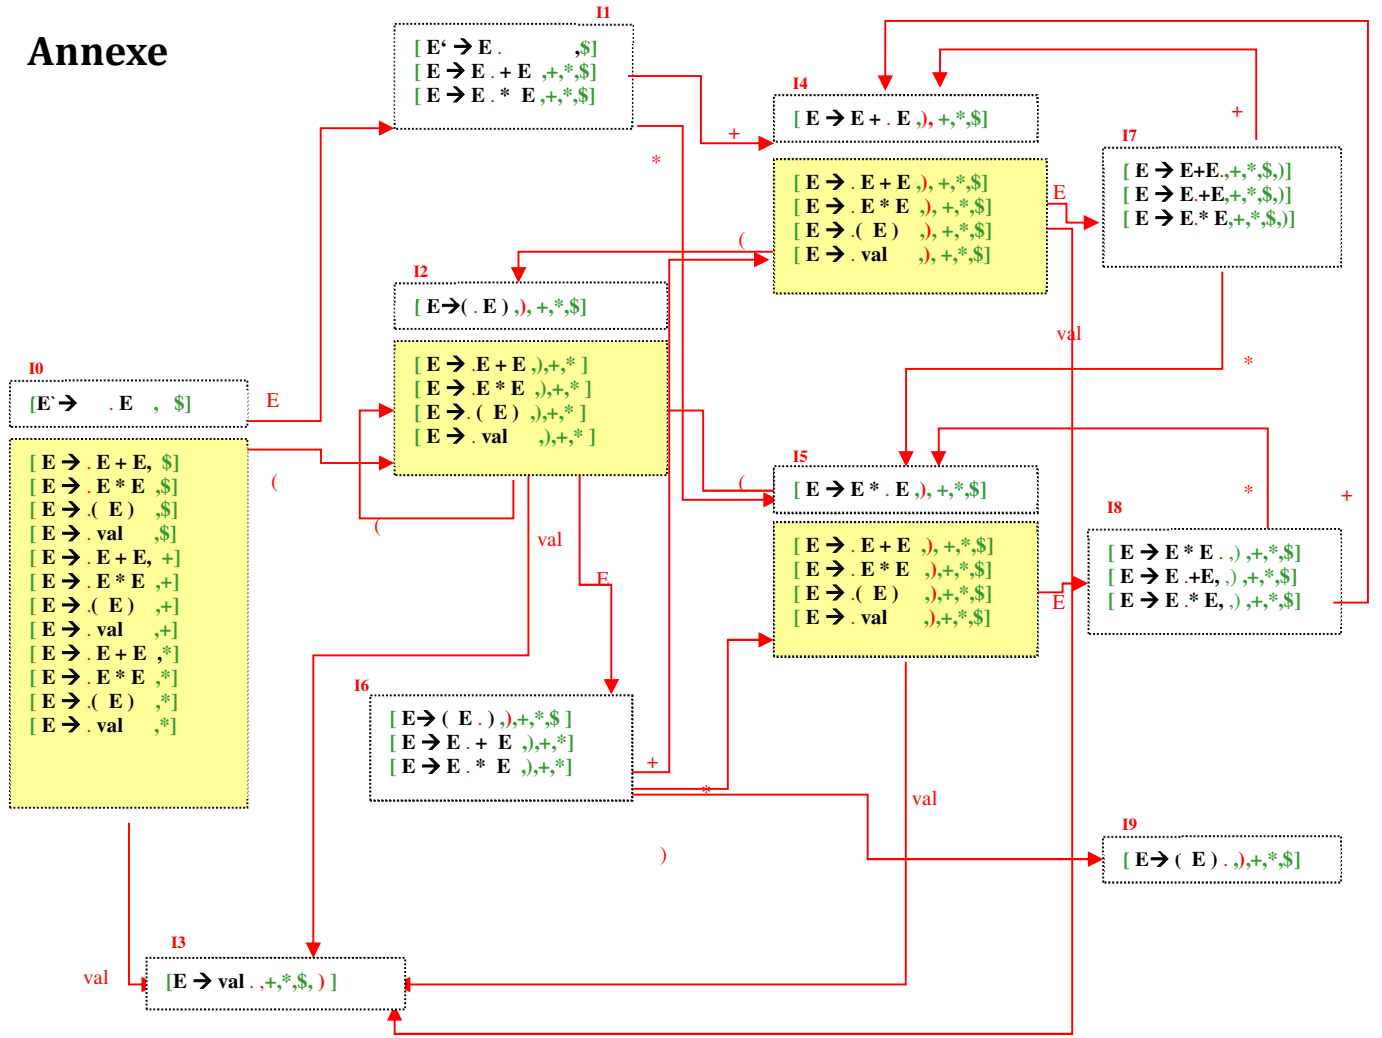 Annexe
I1
[ E‘ → E . ,$]
[ E → E . + E ,+,*,$]
[ E → E . * E ,+,*,$]
+
*
I4
[ E → E + . E ,), +,*,$]
[ E → . E + E ,), +,*,$]
[ E → . E * E ,), +,*,$]
[ E → .( E ) ,), +,*,$]
[ E → . val ,), +,*,$]
E
+
I7
[ E → E+E.,+,*,$,)]
[ E → E.+E,+,*,$,)]
[ E → E.* E,+,*,$,)]
(
I2
[ E→( . E ) ,), +,*,$]
[ E → .E + E ,),+,* ]
[ E → .E * E ,),+,* ]
[ E → . ( E ) ,),+,* ]
[ E → . val ,),+,* ]
val
*
I0
[E`→ . E , $]
E
[ E → . E + E, $]
[ E → . E * E ,$]
[ E → .( E ) ,$]
[ E → . val ,$]
[ E → . E + E, +]
[ E → . E * E ,+]
[ E → .( E ) ,+]
[ E → . val ,+]
[ E → . E + E ,*]
[ E → . E * E ,*]
[ E → .( E ) ,*]
[ E → . val ,*]
(
(
val
E
(
I5
[ E → E * . E ,), +,*,$]
[ E → . E + E ,), +,*,$]
[ E → . E * E ,),+,*,$]
[ E → .( E ) ,),+,*,$]
[ E → . val ,),+,*,$]
E
*
+
I8
[ E → E * E . ,) ,+,*,$]
[ E → E .+E, ,) ,+,*,$]
[ E → E .* E, ,) ,+,*,$]
I6
[ E→ ( E . ) ,),+,*,$ ]
[ E → E . + E ,),+,*]
[ E → E . * E ,),+,*]
+
*
)
val
I9
[ E→ ( E ) . ,),+,*,$]
val
I3
[E → val . ,+,*,$, ) ]